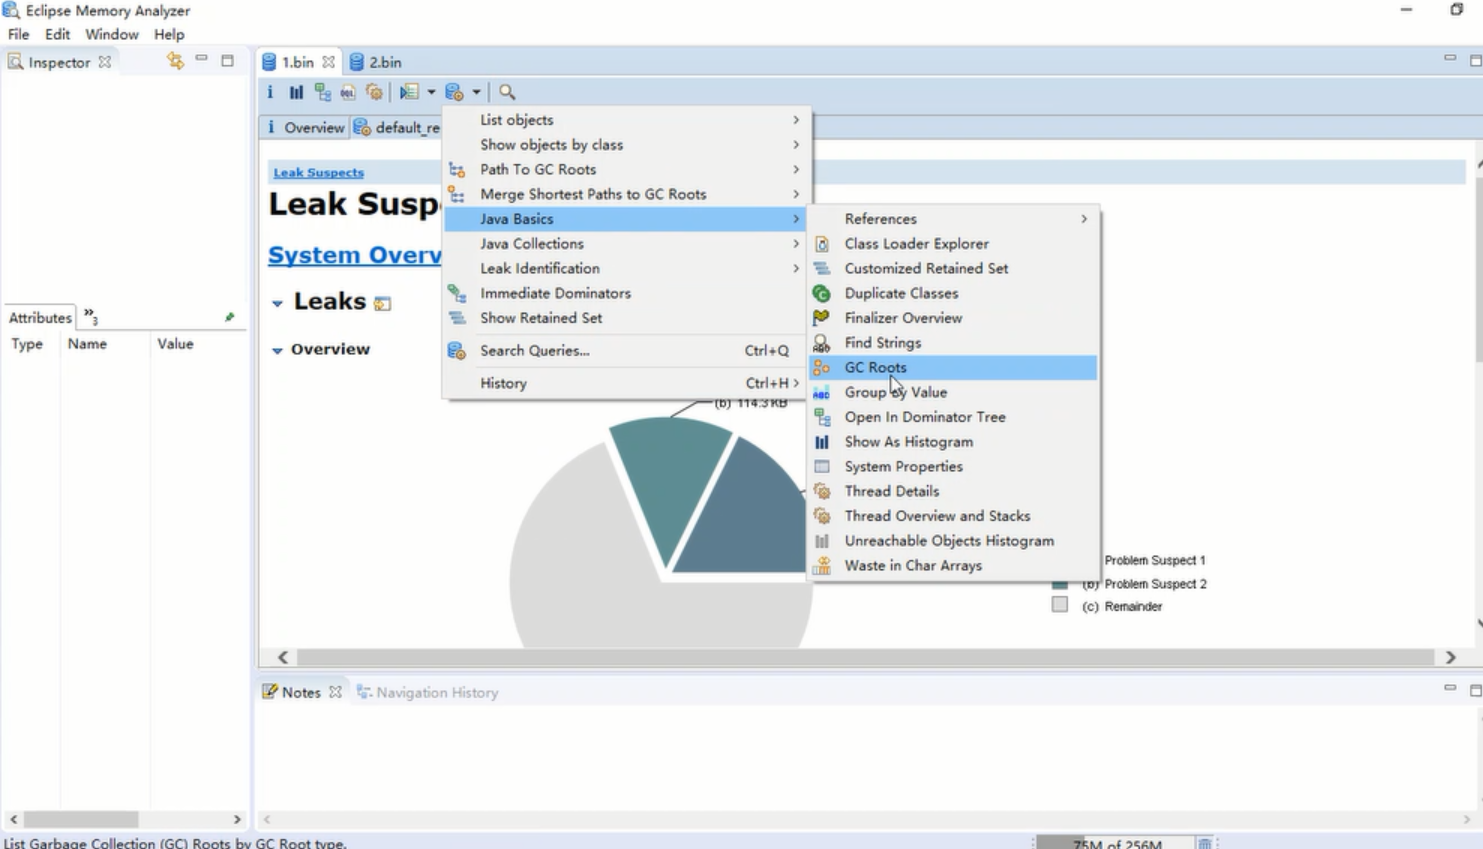 Eclipse Memory Analyzer
File Edit Window Help
Inspector
1.bin 2.bin
Overview default_re
Leak Suspects
Leak Susp
System Overv
Leaks
Overview
Attributes »3
Type Name Value
List objects
Show objects by class
Path To GC Roots
Merge Shortest Paths to GC Roots
Java Basics
Java Collections
Leak Identification
Immediate Dominators
Show Retained Set
Search Queries... Ctrl+Q
History Ctrl+H
References
Class Loader Explorer
Customized Retained Set
Duplicate Classes
Finalizer Overview
Find Strings
GC Roots
Group By Value
Open In Dominator Tree
Show As Histogram
System Properties
Thread Details
Thread Overview and Stacks
Unreachable Objects Histogram
Waste in Char Arrays
(b) 114.3 KB
Problem Suspect 1
(b) Problem Suspect 2
(c) Remainder
Notes Navigation History
List Garbage Collection (GC) Roots by GC Root type.
75M of 256M